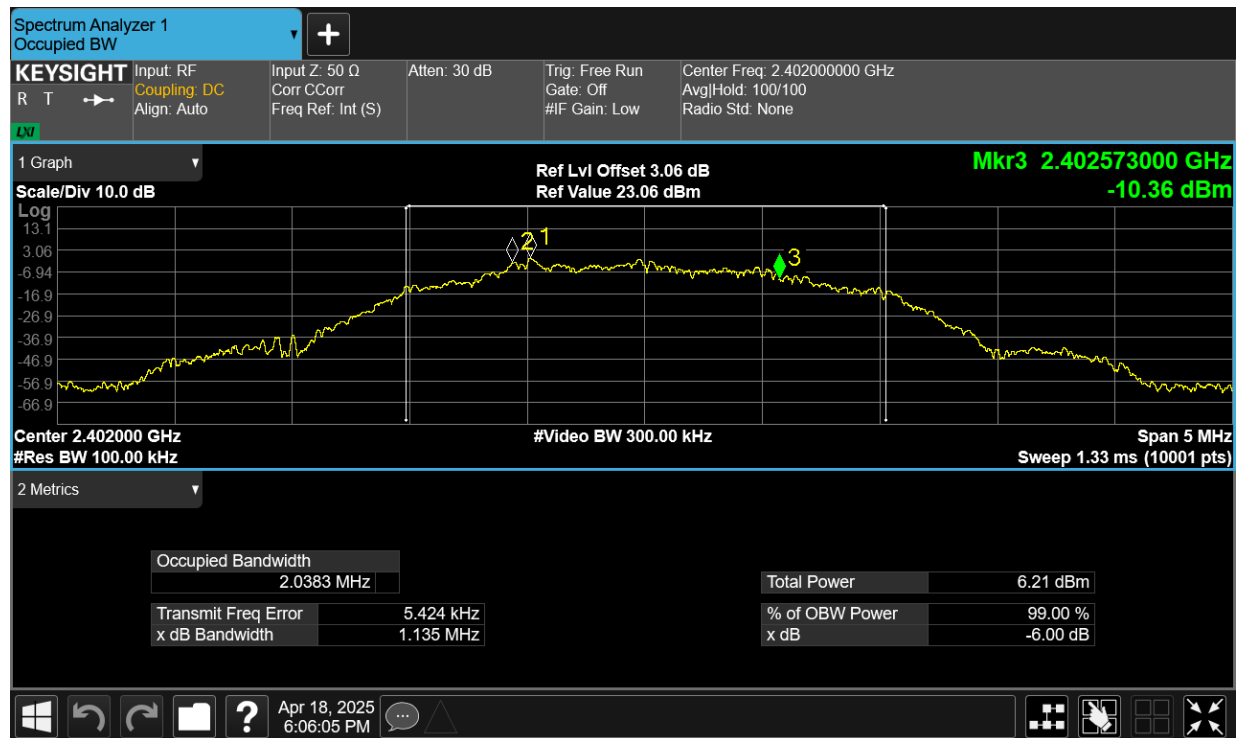 Spectrum Analyzer 1
Occupied BW
KEYSIGHT
R T
LXI
Input: RF
Coupling: DC
Align: Auto
Input Z: 50 Ω
Corr CCorr
Freq Ref: Int (S)
Atten: 30 dB
Trig: Free Run
Gate: Off
#IF Gain: Low
Center Freq: 2.402000000 GHz
Avg|Hold: 100/100
Radio Std: None
1 Graph
Scale/Div 10.0 dB
Ref Lvl Offset 3.06 dB
Ref Value 23.06 dBm
Mkr3 2.402573000 GHz
-10.36 dBm
Log
13.1
3.06
-6.94
-16.9
-26.9
-36.9
-46.9
-56.9
-66.9
2 1
3
Center 2.402000 GHz
#Res BW 100.00 kHz
#Video BW 300.00 kHz
Span 5 MHz
Sweep 1.33 ms (10001 pts)
2 Metrics
Occupied Bandwidth
2.0383 MHz
Total Power 6.21 dBm
Transmit Freq Error 5.424 kHz
% of OBW Power 99.00 %
x dB Bandwidth 1.135 MHz
x dB -6.00 dB
?
Apr 18, 2025
6:06:05 PM